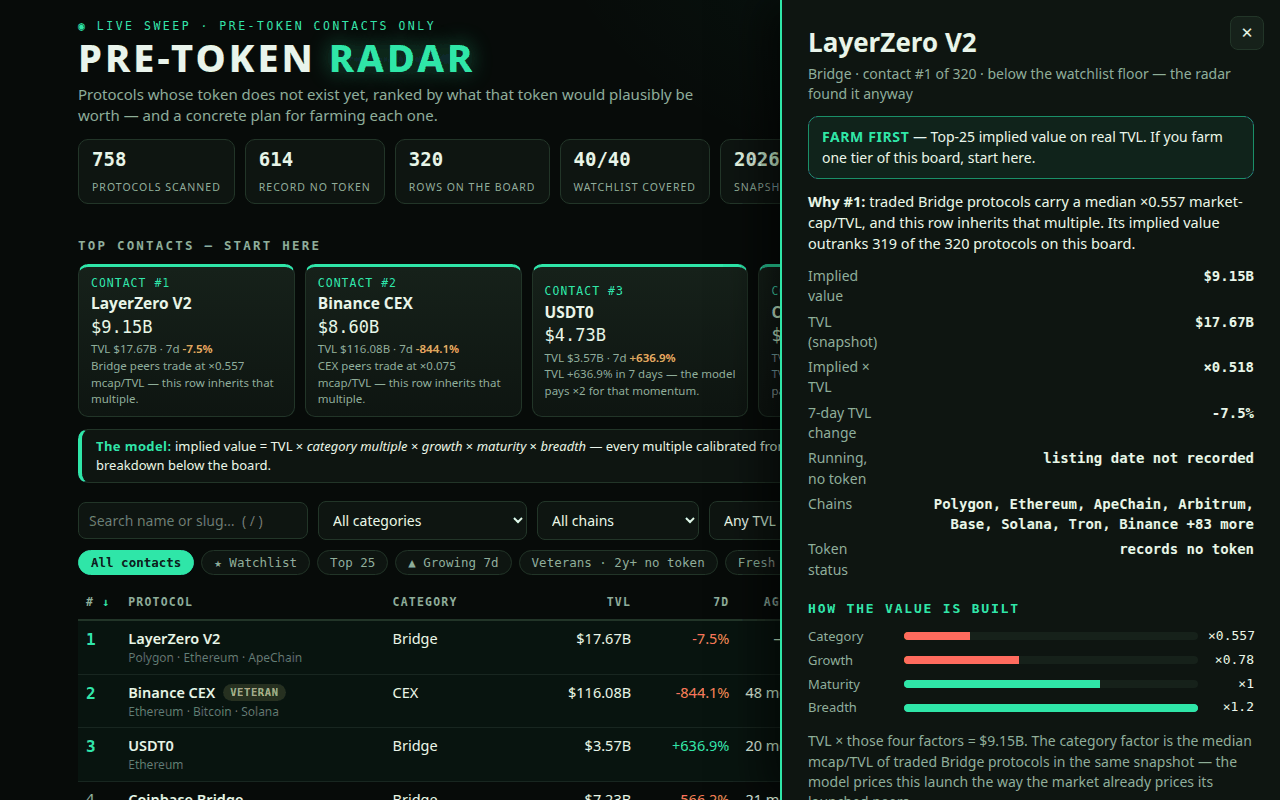 ◉ LIVE SWEEP · PRE-TOKEN CONTACTS ONLY
PRE-TOKEN RADAR
Protocols whose token does not exist yet, ranked by what that token would plausibly be
worth — and a concrete plan for farming each one.
758
PROTOCOLS SCANNED
614
RECORD NO TOKEN
320
ROWS ON THE BOARD
40/40
WATCHLIST COVERED
2026
SNAPSH
TOP CONTACTS — START HERE
CONTACT #1
LayerZero V2
$9.15B
TVL $17.67B · 7d -7.5%
Bridge peers trade at ×0.557
mcap/TVL — this row inherits that
multiple.
CONTACT #2
Binance CEX
$8.60B
TVL $116.08B · 7d -844.1%
CEX peers trade at ×0.075
mcap/TVL — this row inherits that
multiple.
CONTACT #3
USDT0
$4.73B
TVL $3.57B · 7d +636.9%
TVL +636.9% in 7 days — the model
pays ×2 for that momentum.
The model: implied value = TVL × category multiple × growth × maturity × breadth — every multiple calibrated from
breakdown below the board.
Search name or slug… ( / )
All categories
All chains
Any TVL
All contacts
★ Watchlist
Top 25
▲ Growing 7d
Veterans · 2y+ no token
Fresh
# ↓ PROTOCOL CATEGORY TVL 7D AG
1 LayerZero V2 Bridge $17.67B -7.5% —
Polygon · Ethereum · ApeChain
2 Binance CEX VETERAN CEX $116.08B -844.1% 48 m
Ethereum · Bitcoin · Solana
3 USDT0 Bridge $3.57B +636.9% 20 m
Ethereum
4 Coinbase Bridge Bridge $7.23B -566.2% 21 m
✕
LayerZero V2
Bridge · contact #1 of 320 · below the watchlist floor — the radar
found it anyway
FARM FIRST — Top-25 implied value on real TVL. If you farm
one tier of this board, start here.
Why #1: traded Bridge protocols carry a median ×0.557 market-
cap/TVL, and this row inherits that multiple. Its implied value
outranks 319 of the 320 protocols on this board.
Implied
value
$9.15B
TVL
(snapshot)
$17.67B
Implied ×
TVL
×0.518
7-day TVL
change
-7.5%
Running,
no token
listing date not recorded
Chains
Polygon, Ethereum, ApeChain, Arbitrum,
Base, Solana, Tron, Binance +83 more
Token
status
records no token
HOW THE VALUE IS BUILT
Category ×0.557
Growth ×0.78
Maturity ×1
Breadth ×1.2
TVL × those four factors = $9.15B. The category factor is the median
mcap/TVL of traded Bridge protocols in the same snapshot — the
model prices this launch the way the market already prices its
launched peers.